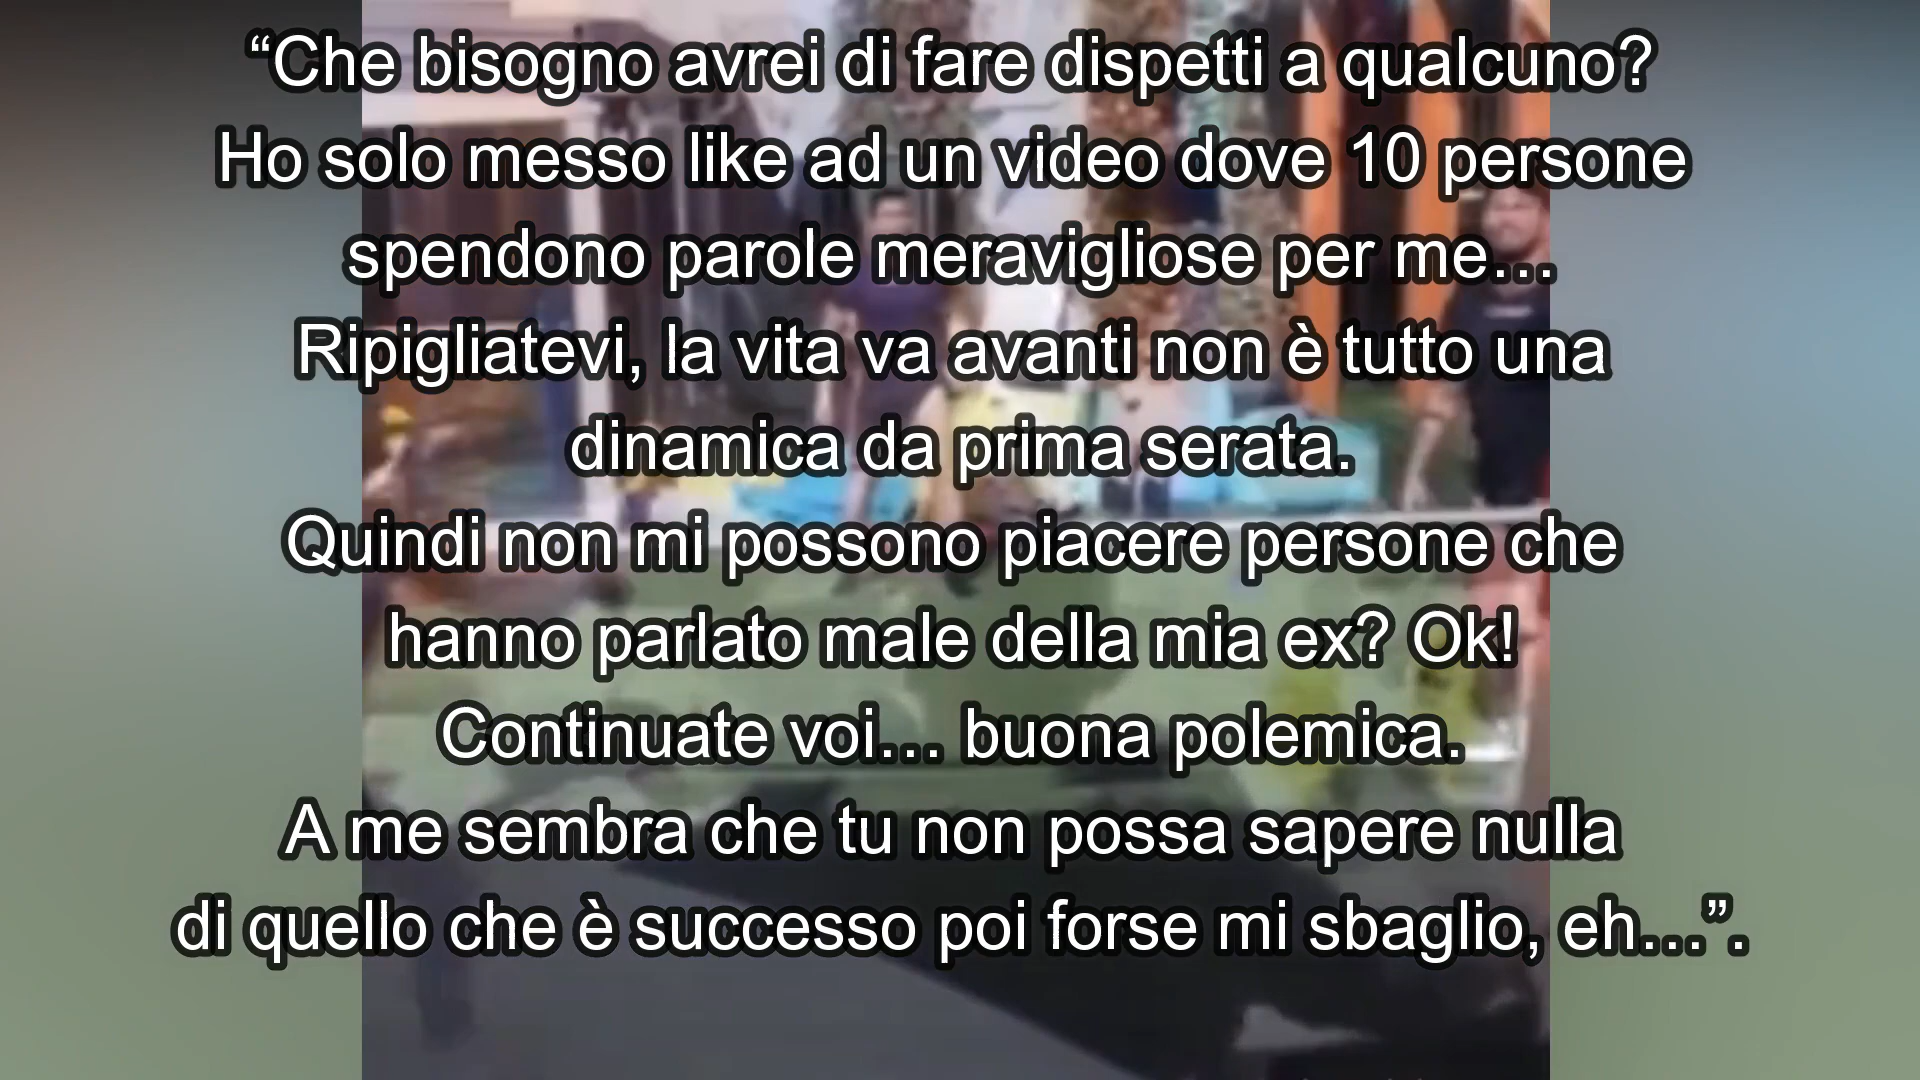 “Che bisogno avrei di fare dispetti a qualcuno?
Ho solo messo like ad un video dove 10 persone
spendono parole meravigliose per me…
Ripigliatevi, la vita va avanti non è tutto una
dinamica da prima serata.
Quindi non mi possono piacere persone che
hanno parlato male della mia ex? Ok!
Continuate voi… buona polemica.
A me sembra che tu non possa sapere nulla
di quello che è successo poi forse mi sbaglio, eh…”.